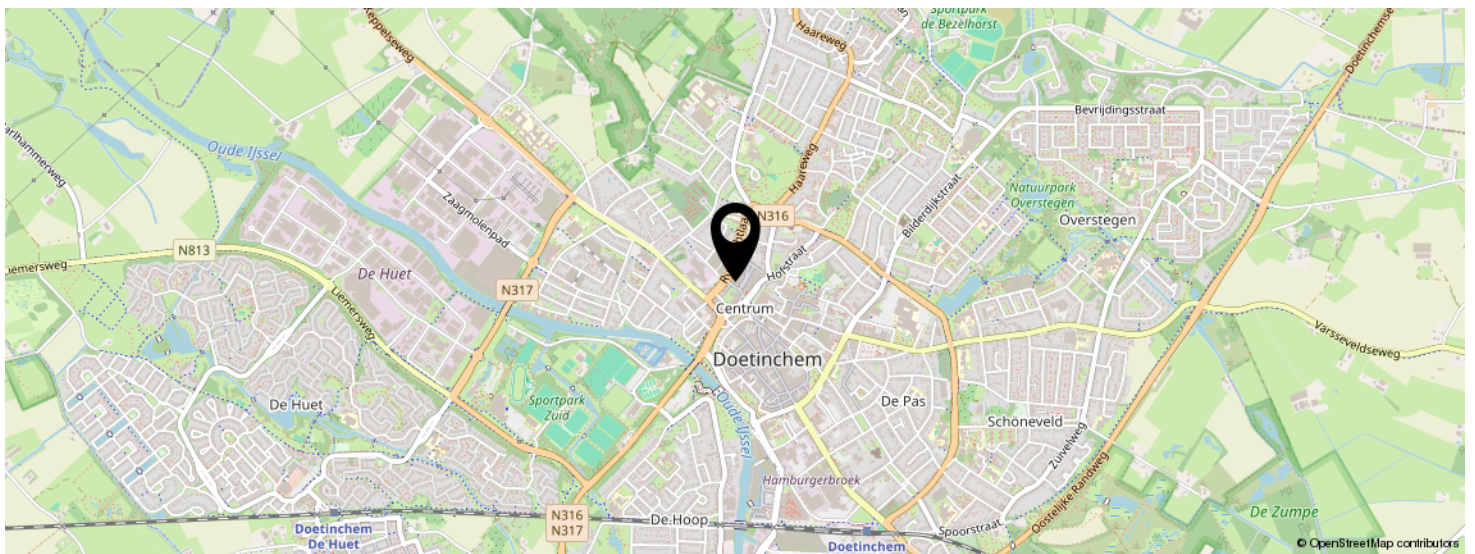 Keppelseweg
Haareweg
Sportpark
de Bezelhorst
Bevrijdingsstraat
Oude IJssel
Zaagmolenpad
Haareweg
Bilderdijkstraat
Natuurpark
Overstegen
Overstegen
N316
N813
De Huet
Liemersweg
N317
Hofstraat
Centrum
Doetinchem
Varsseveldseweg
De Huet
Sportpark
Zuid
Oude IJssel
De Pas
Schöneveld
Zuivelweg
Oostelijke Randweg
Hamburgerbroek
De Zumpe
N316
N317
De Hoop
Spoorstraat
Doetinchem
De Huet
Doetinchem
© OpenStreetMap contributors